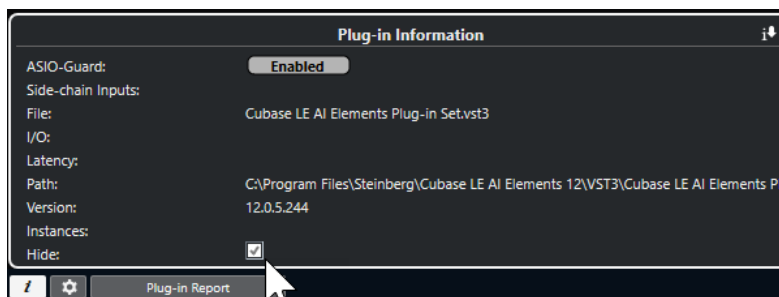 Plug-in Information
ASIO-Guard: Enabled
Side-chain Inputs:
File: Cubase LE AI Elements Plug-in Set.vst3
I/O:
Latency:
Path: C:\Program Files\Steinberg\Cubase LE AI Elements 12\VST3\Cubase LE AI Elements P
Version: 12.0.5.244
Instances:
Hide:
i Plug-in Report